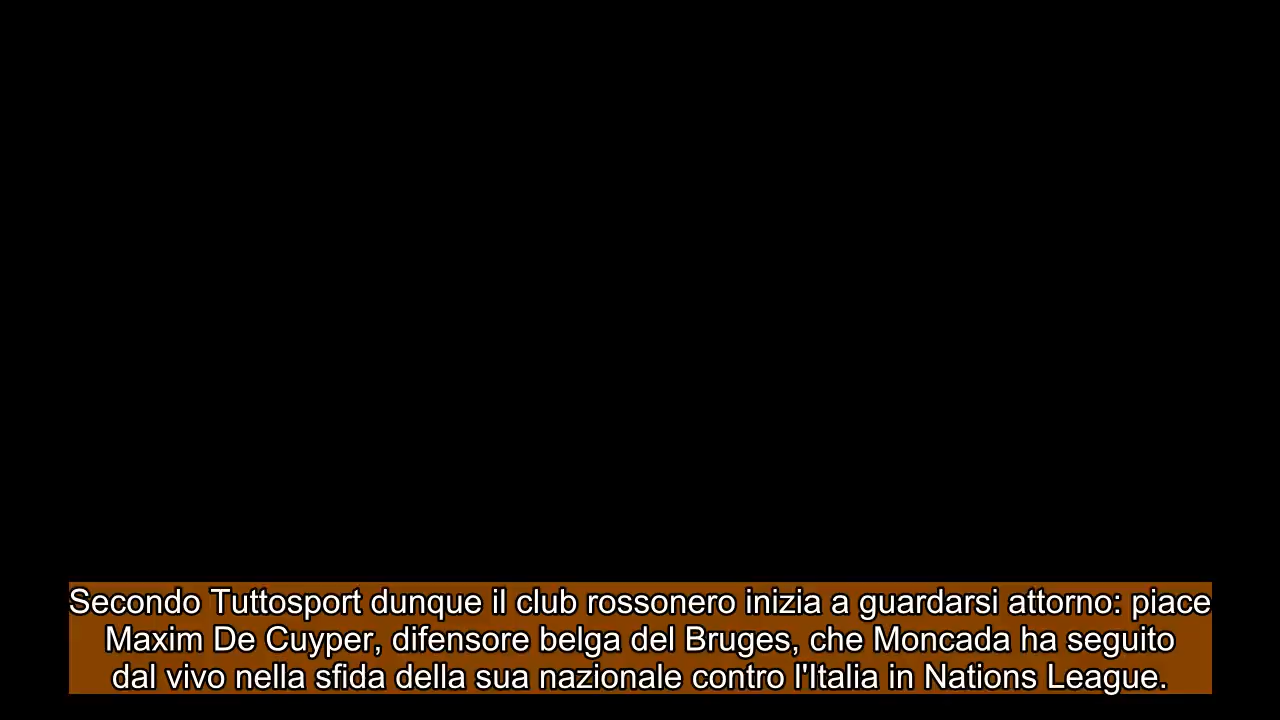 Secondo Tuttosport dunque il club rossonero inizia a guardarsi attorno: piace
Maxim De Cuyper, difensore belga del Bruges, che Moncada ha seguito
dal vivo nella sfida della sua nazionale contro l'Italia in Nations League.